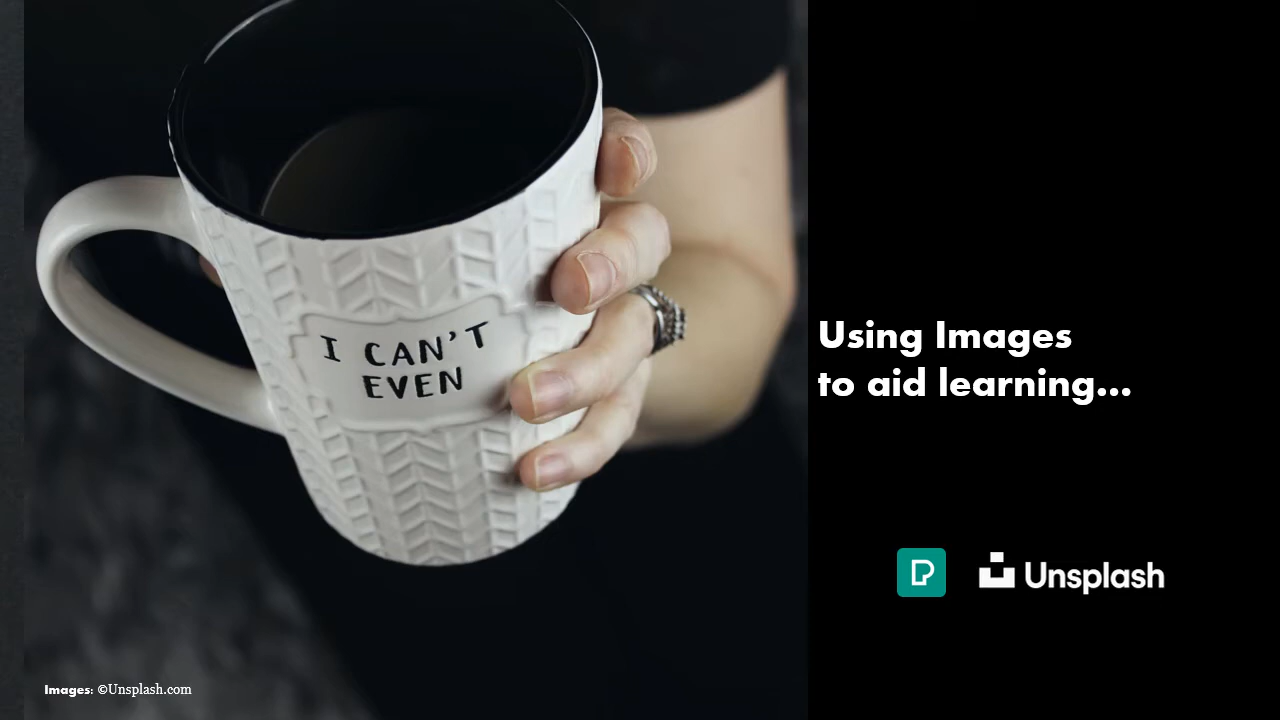 I CAN'T
EVEN
Using Images
to aid learning...
Unsplash
Images: ©Unsplash.com